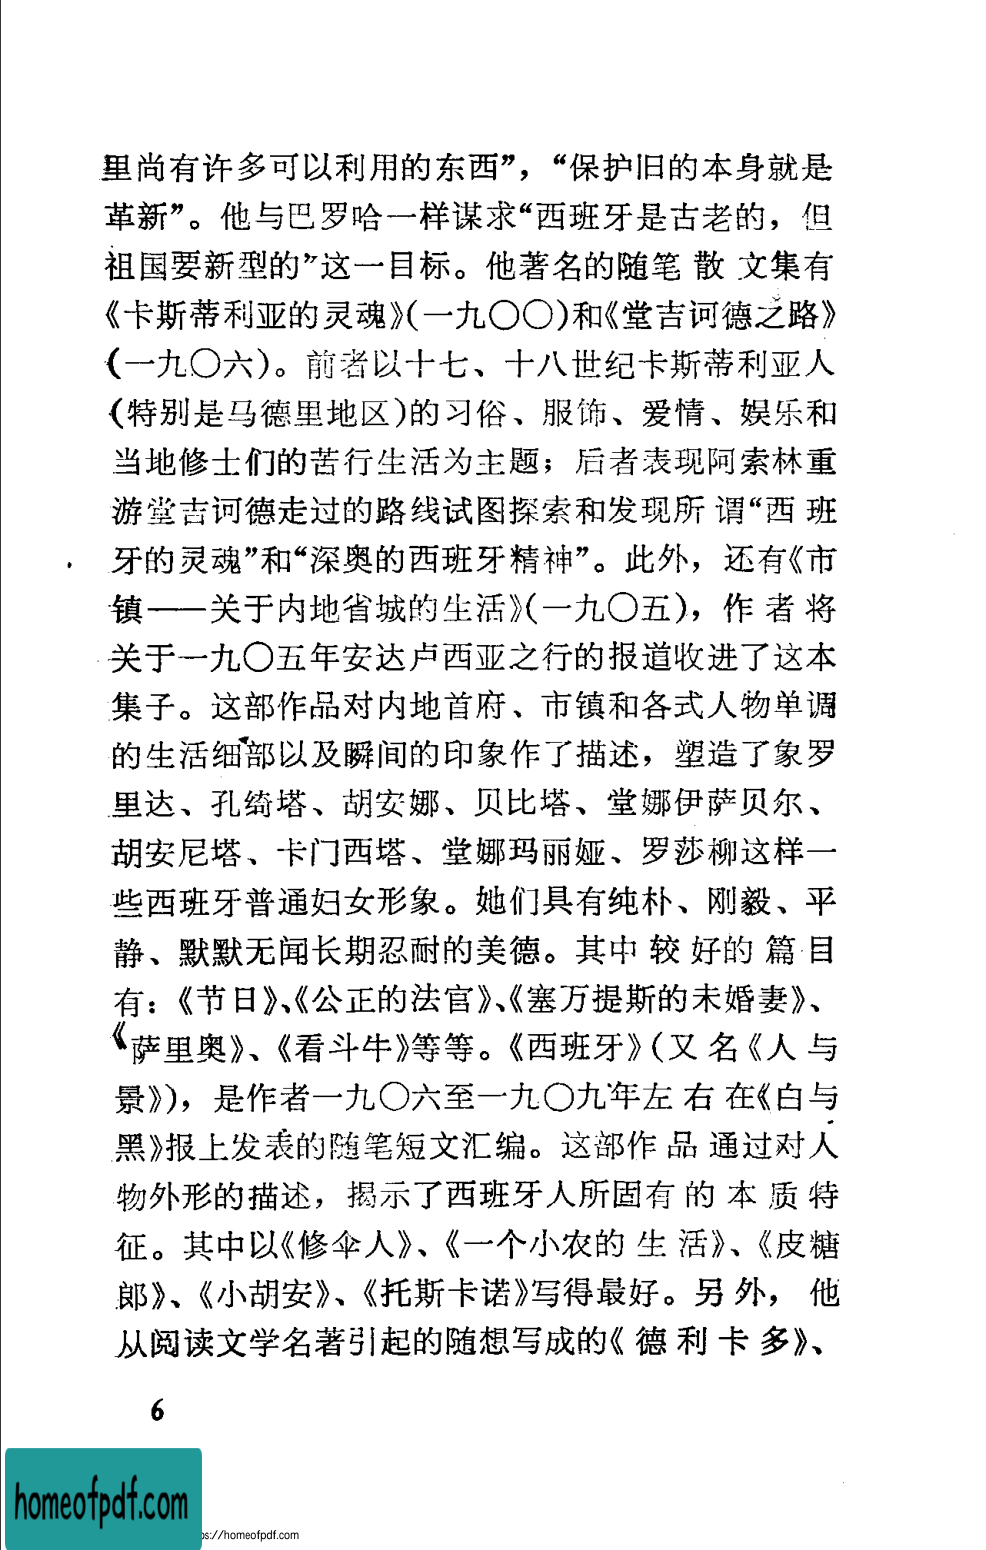 里尚有许多可以利用的东西”，“保护旧的本身就是
革新”。他与巴罗哈一样谋求“西班牙是古老的，但
祖国要新型的”这一目标。他著名的随笔散文集有
《卡斯蒂利亚的灵魂》(一九〇〇)和《堂吉诃德之路》
(一九〇六)。前者以十七、十八世纪卡斯蒂利亚人
(特别是马德里地区)的习俗、服饰、爱情、娱乐和
当地修士们的苦行生活为主题；后者表现阿索林重
游堂吉诃德走过的路线试图探索和发现所谓“西班
牙的灵魂”和“深奥的西班牙精神”。此外，还有《市
镇——关于内地省城的生活》(一九〇五)，作者将
关于一九〇五年安达卢西亚之行的报道收进了这本
集子。这部作品对内地首府、市镇和各式人物单调
的生活细部以及瞬间的印象作了描述，塑造了象罗
里达、孔绮塔、胡安娜、贝比塔、堂娜伊萨贝尔、
胡安尼塔、卡门西塔、堂娜玛丽娅、罗莎柳这样一
些西班牙普通妇女形象。她们具有纯朴、刚毅、平
静、默默无闻长期忍耐的美德。其中较好的篇目
有：《节日》、《公正的法官》、《塞万提斯的未婚妻》、
《萨里奥》、《看斗牛》等等。《西班牙》(又名《人与
景》)，是作者一九〇六至一九〇九年左右在《白与
黑》报上发表的随笔短文汇编。这部作品通过对人
物外形的描述，揭示了西班牙人所固有的本质特
征。其中以《修伞人》、《一个小农的生活》、《皮糖
郎》、《小胡安》、《托斯卡诺》写得最好。另外，他
从阅读文学名著引起的随想写成的《德利卡多》、
6
homeofpdf.com
ps://homeofpdf.com